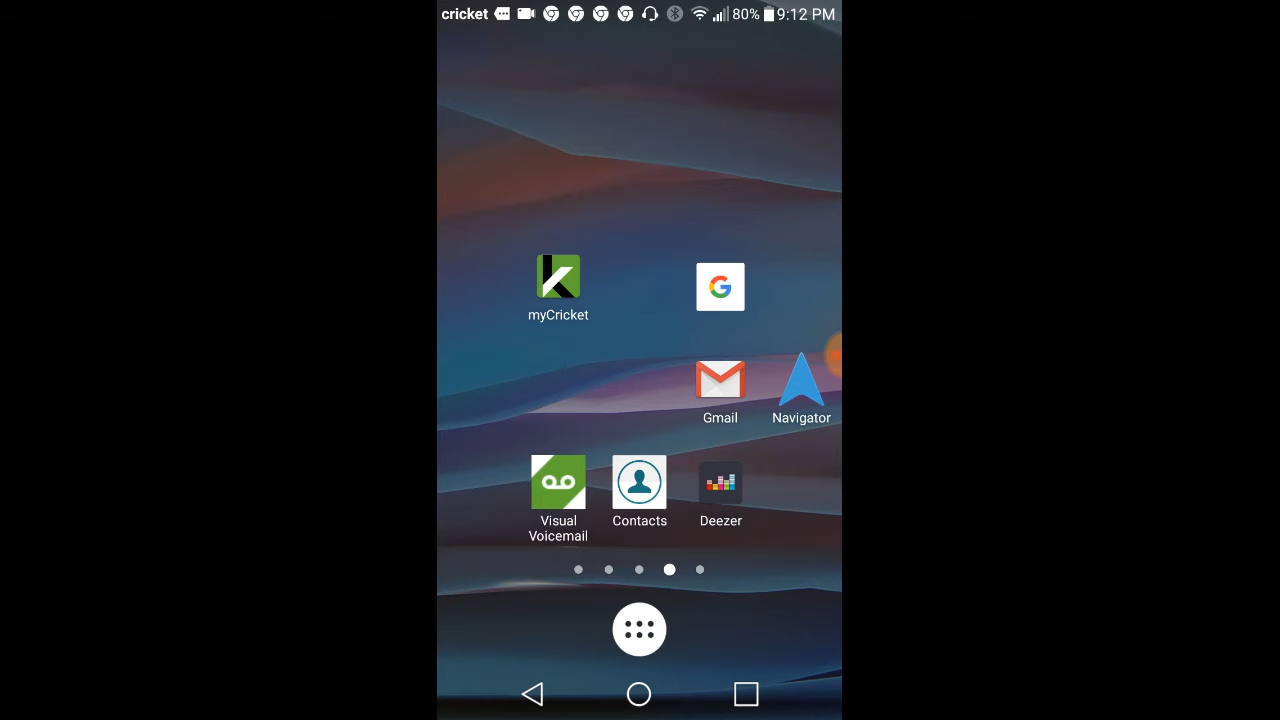 cricket 80% 9:12 PM
myCricket
G
Gmail
Navigator
Visual
Voicemail
Contacts
Deezer